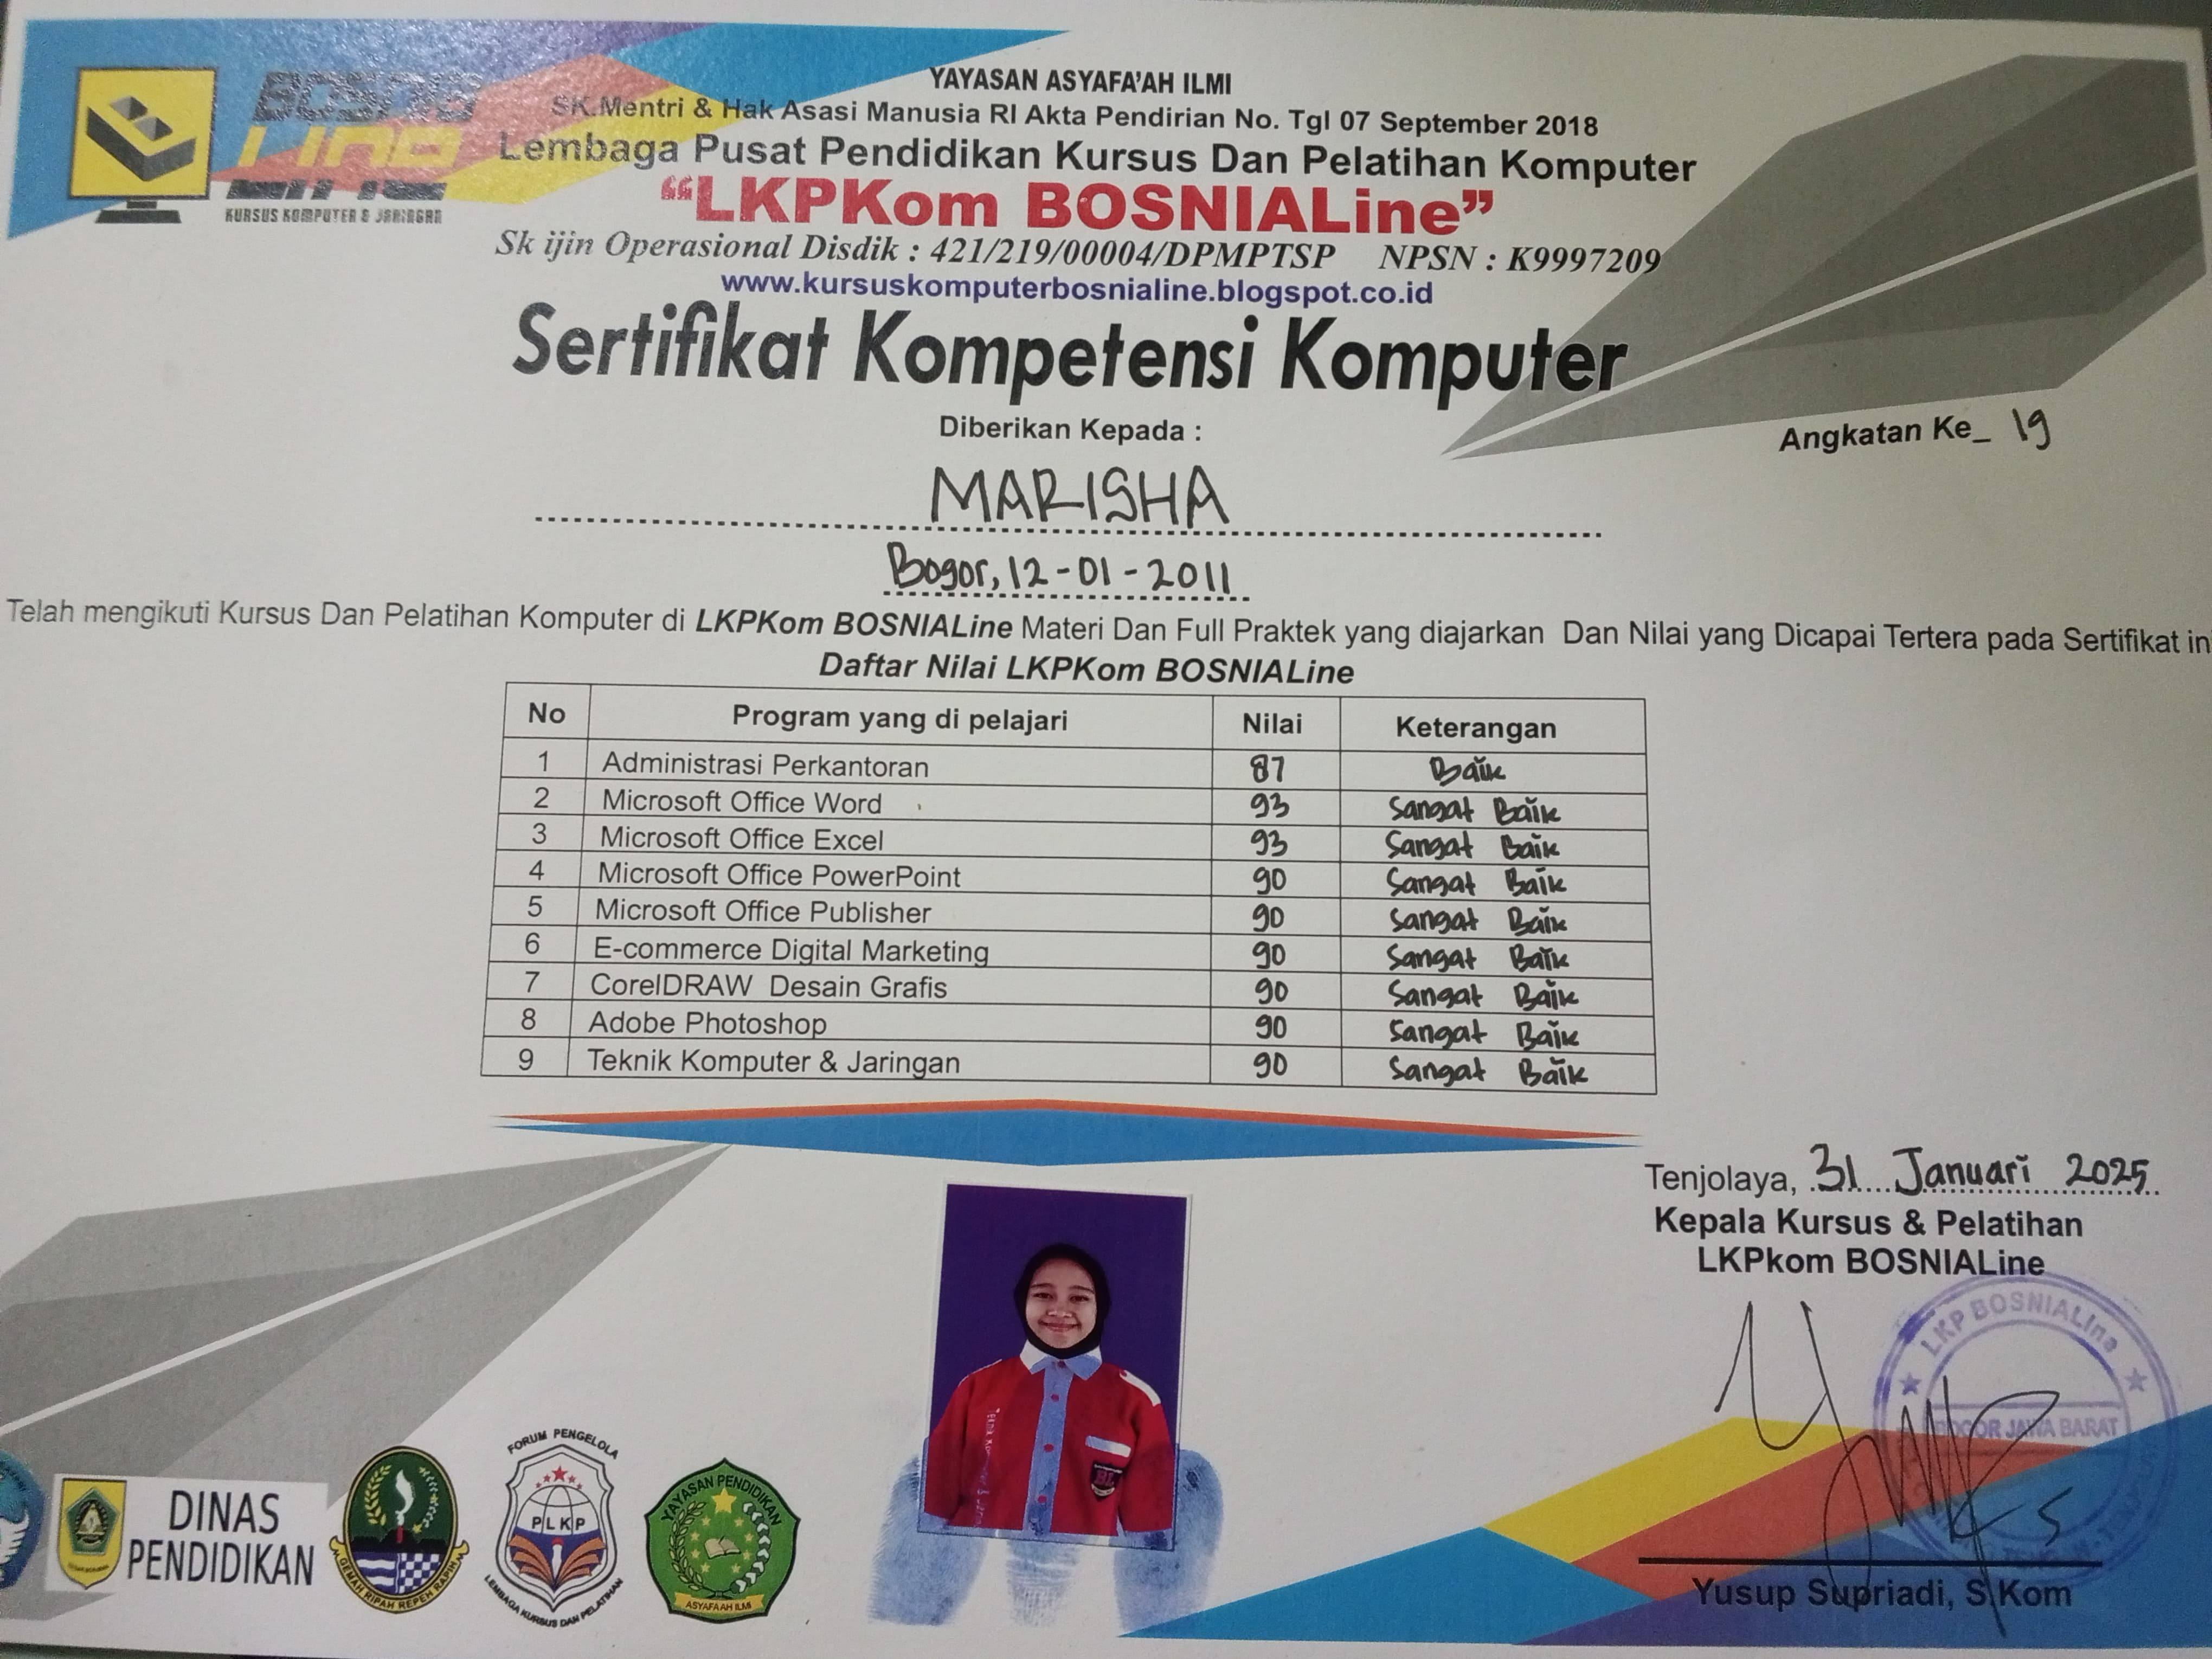 BOSNIA
LINE
KURSUS KOMPUTER & JARINGAN
YAYASAN ASYAFA'AH ILMI
SK.Mentri & Hak Asasi Manusia RI Akta Pendirian No. Tgl 07 September 2018
Lembaga Pusat Pendidikan Kursus Dan Pelatihan Komputer
“LKPKom BOSNIALine”
Sk ijin Operasional Disdik : 421/219/00004/DPMPTSP NPSN : K9997209
www.kursuskomputerbosnialine.blogspot.co.id
Sertifikat Kompetensi Komputer
Diberikan Kepada :
Angkatan Ke_ 19
MARISHA
Bogor, 12-01-2011
Telah mengikuti Kursus Dan Pelatihan Komputer di LKPKom BOSNIALine Materi Dan Full Praktek yang diajarkan Dan Nilai yang Dicapai Tertera pada Sertifikat in
Daftar Nilai LKPKom BOSNIALine
No Program yang di pelajari Nilai Keterangan
1 Administrasi Perkantoran 87 Baik
2 Microsoft Office Word 93 Sangat Baik
3 Microsoft Office Excel 93 Sangat Baik
4 Microsoft Office PowerPoint 90 Sangat Baik
5 Microsoft Office Publisher 90 Sangat Baik
6 E-commerce Digital Marketing 90 Sangat Baik
7 CorelDRAW Desain Grafis 90 Sangat Baik
8 Adobe Photoshop 90 Sangat Baik
9 Teknik Komputer & Jaringan 90 Sangat Baik
Tenjolaya, 31 Januari 2025
Kepala Kursus & Pelatihan
LKPkom BOSNIALine
LKP BOSNIALine
BOGOR JAWA BARAT
Yusup Supriadi, S.Kom
DINAS
PENDIDIKAN
GEMAH RIPAH REPEH RAPIH
FORUM PENGELOLA
PLKP
LEMBAGA KURSUS DAN PELATIHAN
YAYASAN PENDIDIKAN
ASYAFAAH ILMI
BL